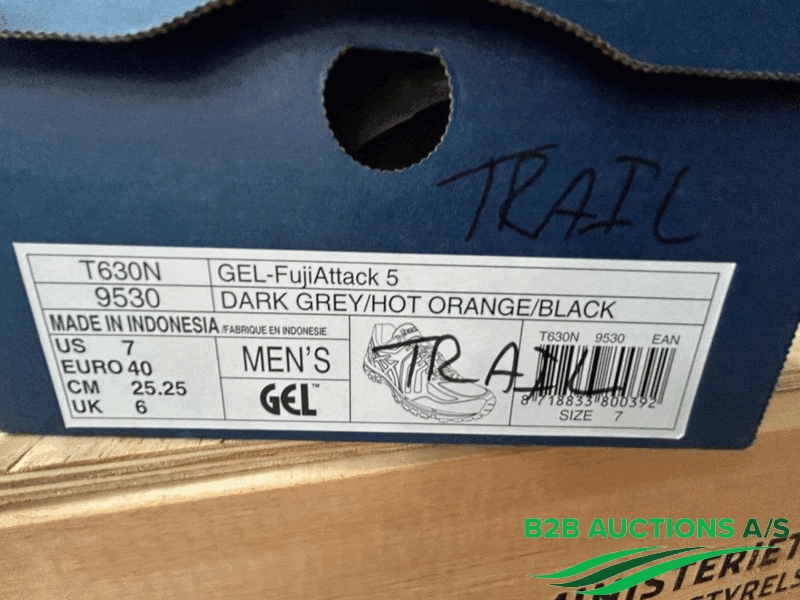 TRAIL
T630N GEL-FujiAttack 5
9530 DARK GREY/HOT ORANGE/BLACK
MADE IN INDONESIA /FABRIQUE EN INDONESIE
US 7
EURO 40
CM 25.25
UK 6
MEN'S
GEL™
TRAIL
T630N 9530 EAN
8 718833 800392
SIZE 7
B2B AUCTIONS A/S
MINISTERIET